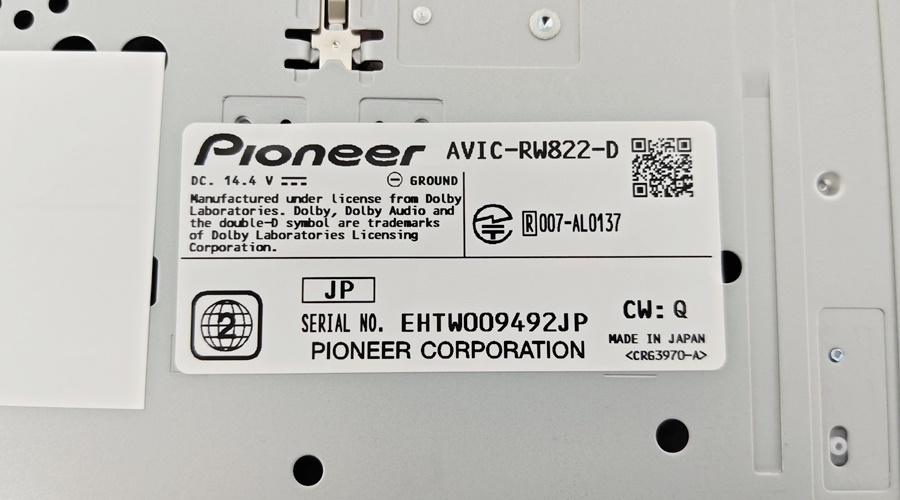 Pioneer AVIC-RW822-D
DC. 14.4 V ⊖ GROUND
Manufactured under license from Dolby
Laboratories. Dolby, Dolby Audio and
the double-D symbol are trademarks
of Dolby Laboratories Licensing
Corporation.
R 007-AL0137
2
JP
SERIAL NO. EHTW009492JP
PIONEER CORPORATION
CW: Q
MADE IN JAPAN
<CRG3970-A>